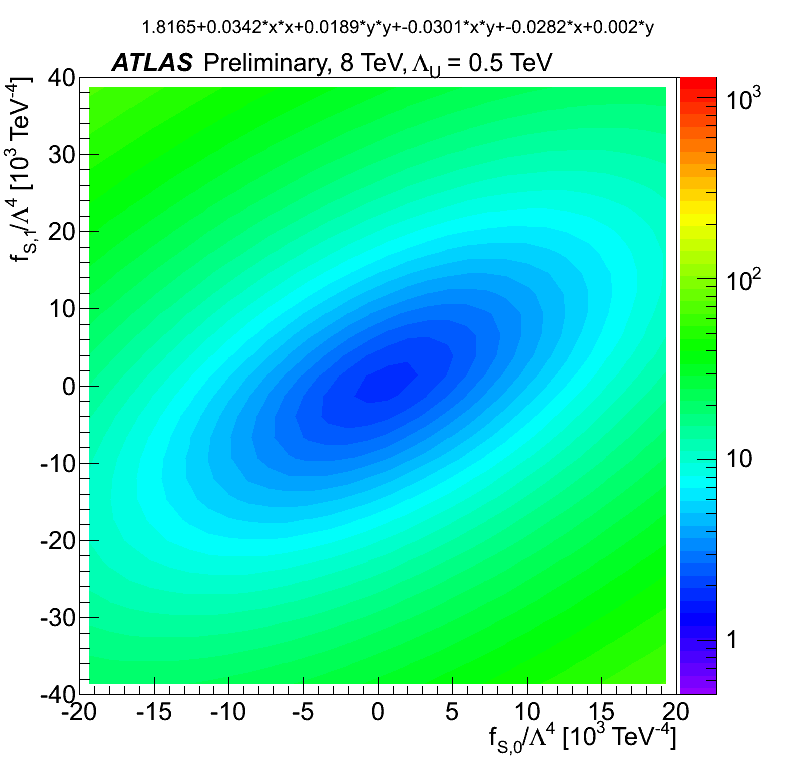 1.8165+0.0342*x*x+0.0189*y*y+-0.0301*x*y+-0.0282*x+0.002*y
ATLAS Preliminary, 8 TeV, Λ_U = 0.5 TeV
f_S,1/Λ^4 [10^3 TeV^-4]
40
30
20
10
0
-10
-20
-30
-40
-20 -15 -10 -5 0 5 10 15 20
f_S,0/Λ^4 [10^3 TeV^-4]
10^3
10^2
10
1